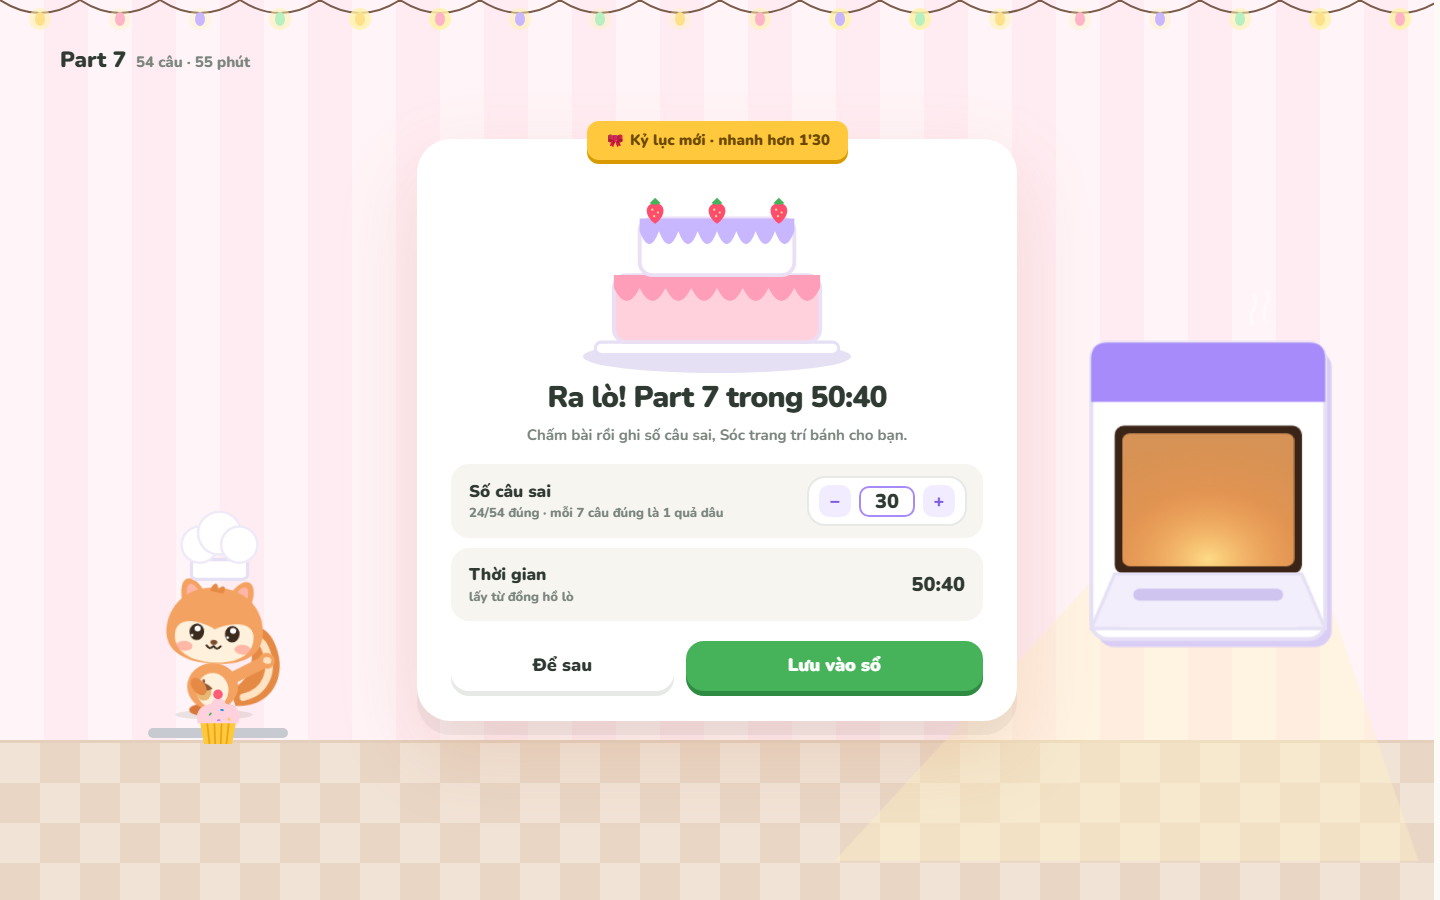 Part 7 54 câu · 55 phút
Kỷ lục mới · nhanh hơn 1'30
Ra lò! Part 7 trong 50:40
Chấm bài rồi ghi số câu sai, Sóc trang trí bánh cho bạn.
Số câu sai
24/54 đúng · mỗi 7 câu đúng là 1 quả dâu
− 30 +
Thời gian
lấy từ đồng hồ lò
50:40
Để sau
Lưu vào sổ